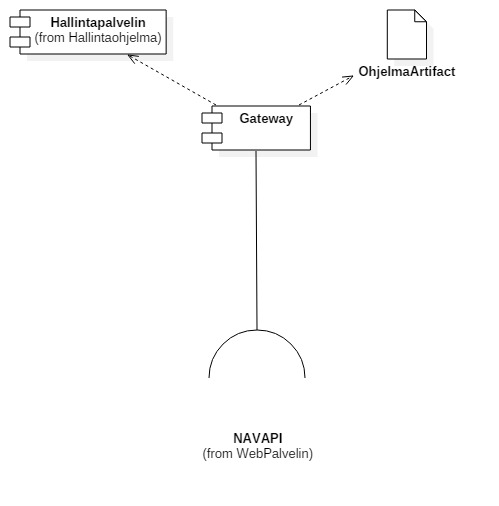 Hallintapalvelin
(from Hallintaohjelma)
OhjelmaArtifact
Gateway
NAVAPI
(from WebPalvelin)